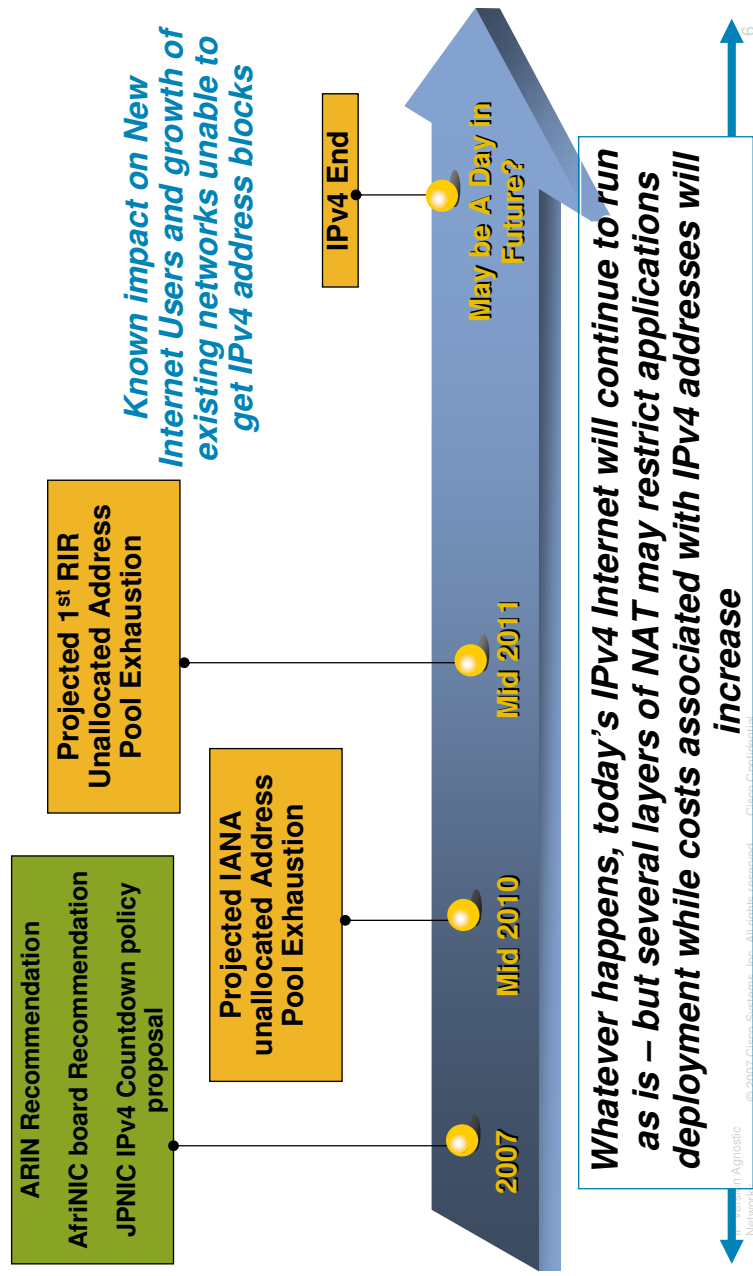 ARIN Recommendation
AfriNIC board Recommendation
JPNIC IPv4 Countdown policy
proposal
Projected IANA
unallocated Address
Pool Exhaustion
Projected 1st RIR
Unallocated Address
Pool Exhaustion
Known impact on New
Internet Users and growth of
existing networks unable to
get IPv4 address blocks
IPv4 End
2007
Mid 2010
Mid 2011
May be A Day in
Future?
Whatever happens, today’s IPv4 Internet will continue to run
as is – but several layers of NAT may restrict applications
deployment while costs associated with IPv4 addresses will
increase
Version Agnostic
Networks
© 2007 Cisco Systems, Inc. All rights reserved.
Cisco Confidential
6